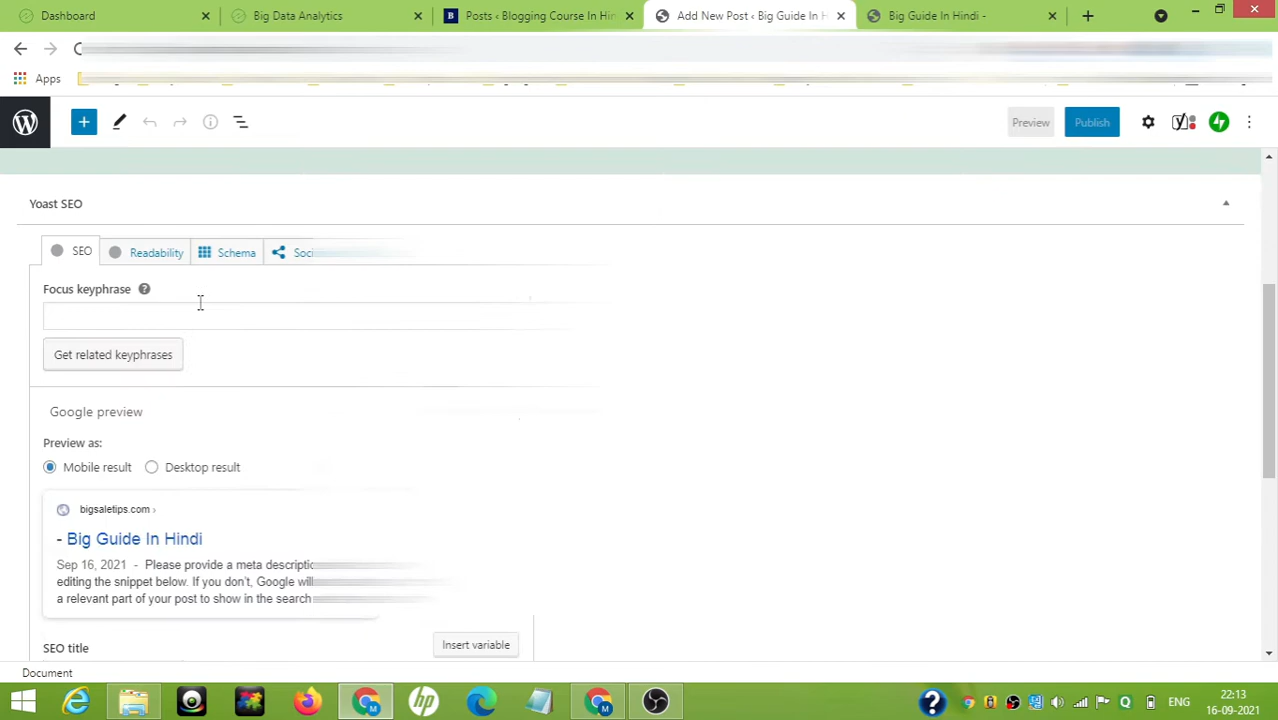 Dashboard
Big Data Analytics
Posts ‹ Blogging Course In Hin
Add New Post ‹ Big Guide In H
Big Guide In Hindi -
Apps
Preview
Publish
Yoast SEO
SEO
Readability
Schema
Soci
Focus keyphrase
Get related keyphrases
Google preview
Preview as:
Mobile result
Desktop result
bigsaletips.com ›
- Big Guide In Hindi
Sep 16, 2021 - Please provide a meta descriptio
editing the snippet below. If you don't, Google will
a relevant part of your post to show in the search
SEO title
Insert variable
Document
ENG
22:13
16-09-2021